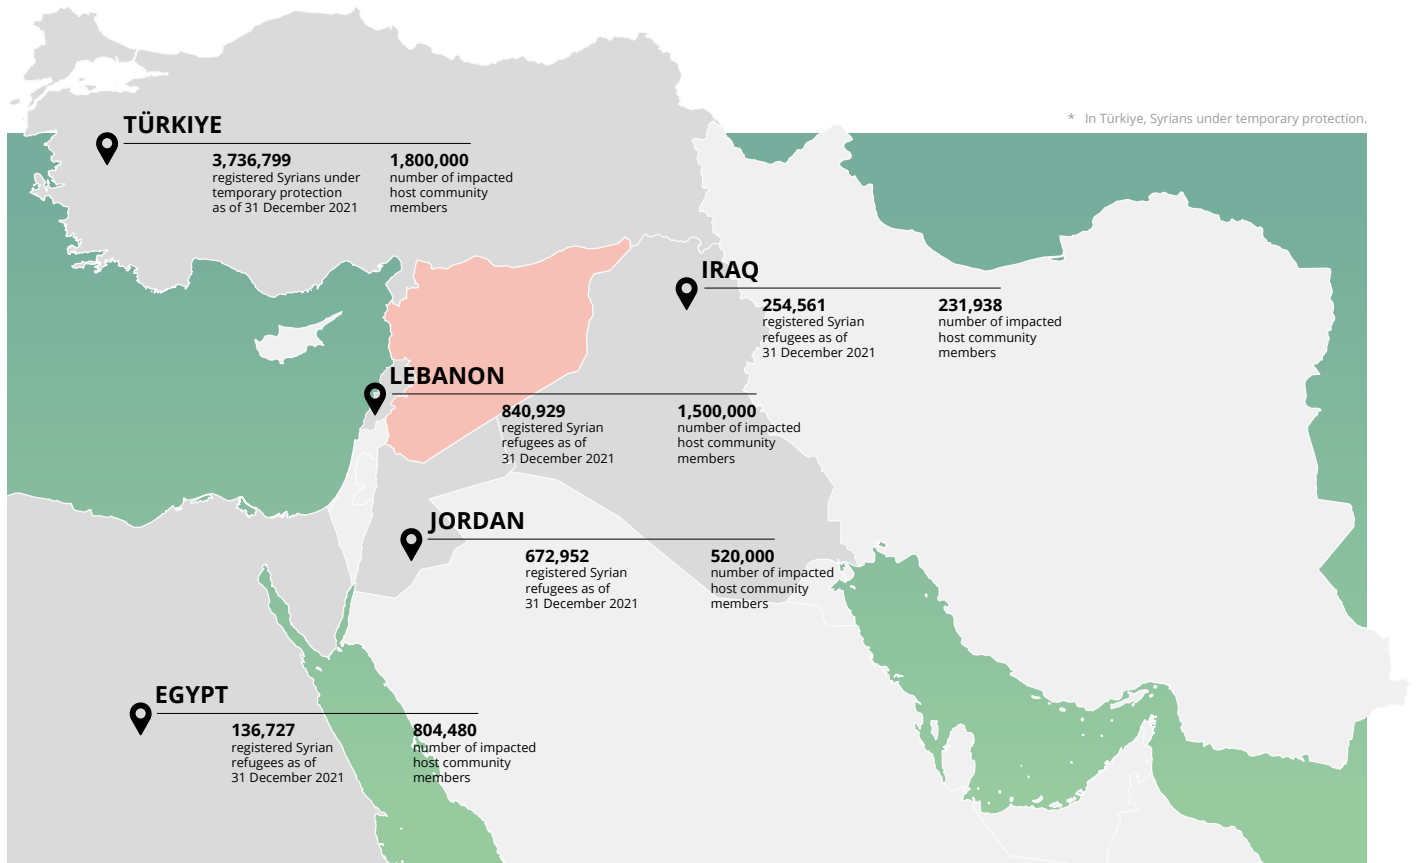 * In Türkiye, Syrians under temporary protection.
TÜRKIYE
3,736,799
registered Syrians under
temporary protection
as of 31 December 2021
1,800,000
number of impacted
host community
members
IRAQ
254,561
registered Syrian
refugees as of
31 December 2021
231,938
number of impacted
host community
members
LEBANON
840,929
registered Syrian
refugees as of
31 December 2021
1,500,000
number of impacted
host community
members
JORDAN
672,952
registered Syrian
refugees as of
31 December 2021
520,000
number of impacted
host community
members
EGYPT
136,727
registered Syrian
refugees as of
31 December 2021
804,480
number of impacted
host community
members